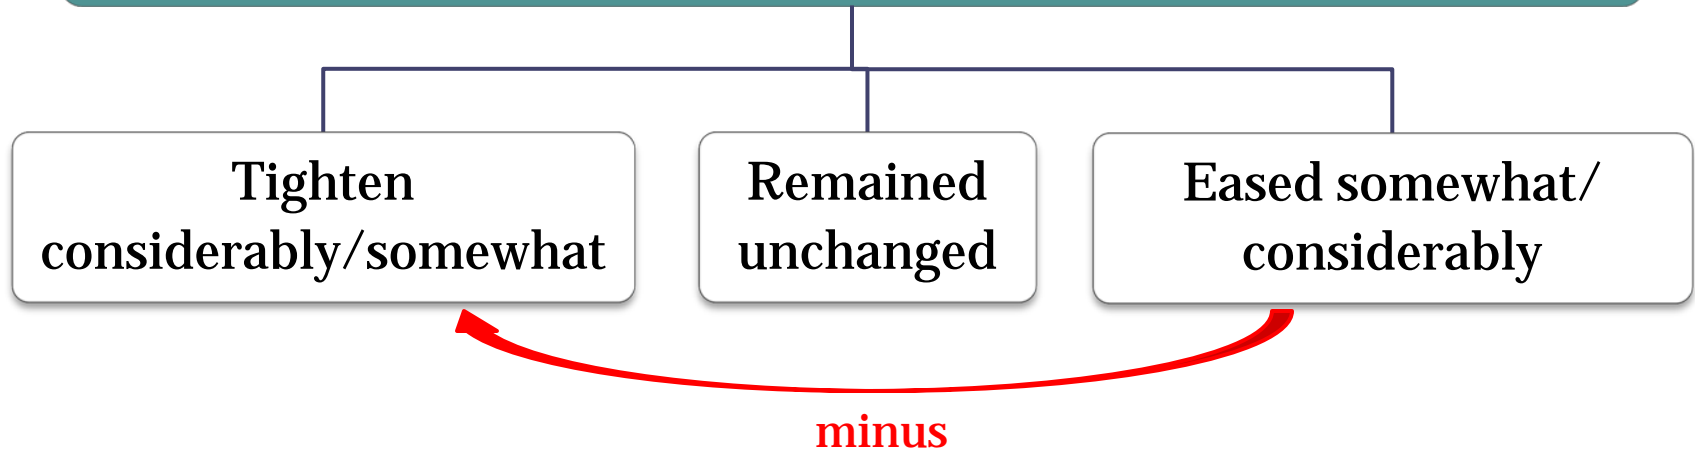 Tighten
considerably/somewhat
Remained
unchanged
Eased somewhat/
considerably
minus